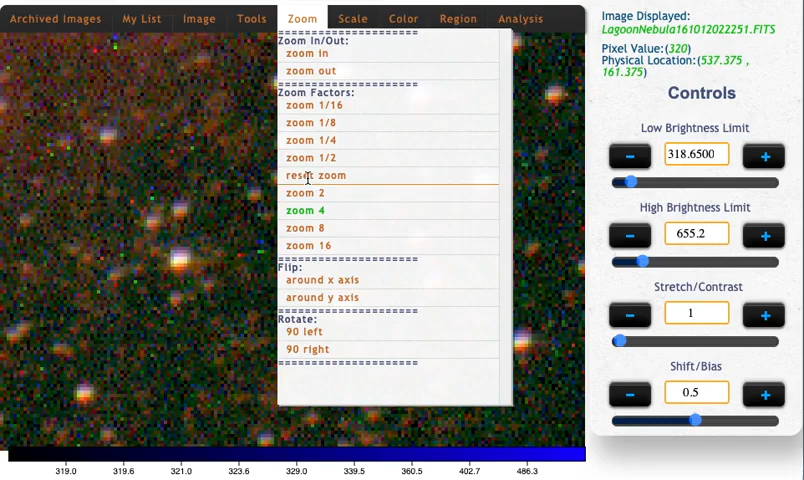 Archived Images My List Image Tools Zoom Scale Color Region Analysis
===================
Zoom In/Out:
zoom in
zoom out
===================
Zoom Factors:
zoom 1/16
zoom 1/8
zoom 1/4
zoom 1/2
reset zoom
zoom 2
zoom 4
zoom 8
zoom 16
===================
Flip:
around x axis
around y axis
===================
Rotate:
90 left
90 right
===================
319.0 319.6 321.0 323.6 329.0 339.5 360.5 402.7 486.3
Image Displayed:
LagoonNebula161012022251.FITS
Pixel Value:(320)
Physical Location:(537.375 ,
161.375)
Controls
Low Brightness Limit
− 318.6500 +
High Brightness Limit
− 655.2 +
Stretch/Contrast
− 1 +
Shift/Bias
− 0.5 +